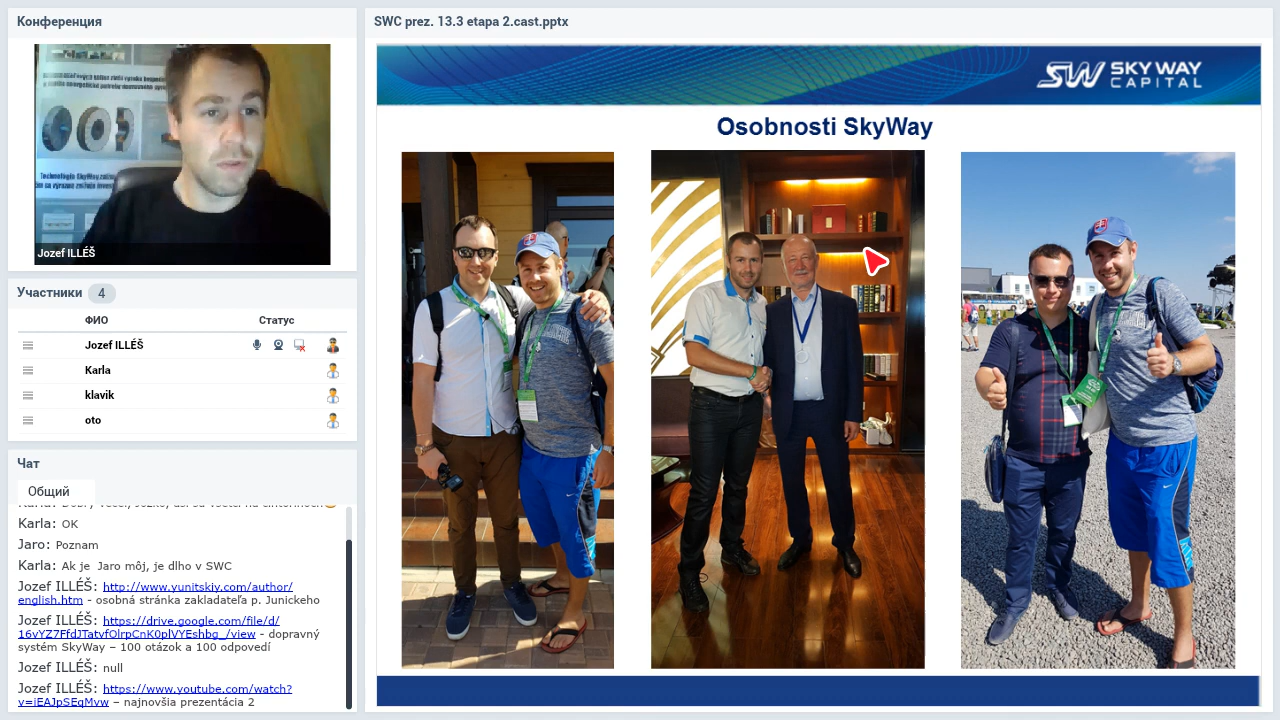 Конференция
Jozef ILLÉŠ
Участники 4
ФИО Статус
Jozef ILLÉŠ
Karla
klavik
oto
Чат
Общий
Karla: OK
Jaro: Poznam
Karla: Ak je Jaro môj, je dlho v SWC
Jozef ILLÉŠ: http://www.yunitskiy.com/author/
english.htm - osobná stránka zakladateľa p. Junickeho
Jozef ILLÉŠ: https://drive.google.com/file/d/
16vYZ7FfdJTatvfOlrpCnK0plVYEshbg_/view - dopravný
systém SkyWay – 100 otázok a 100 odpovedí
Jozef ILLÉŠ: null
Jozef ILLÉŠ: https://www.youtube.com/watch?
v=iEAJpSEqMvw – najnovšia prezentácia 2
SWC prez. 13.3 etapa 2.cast.pptx
SW SKY WAY
CAPITAL
Osobnosti SkyWay